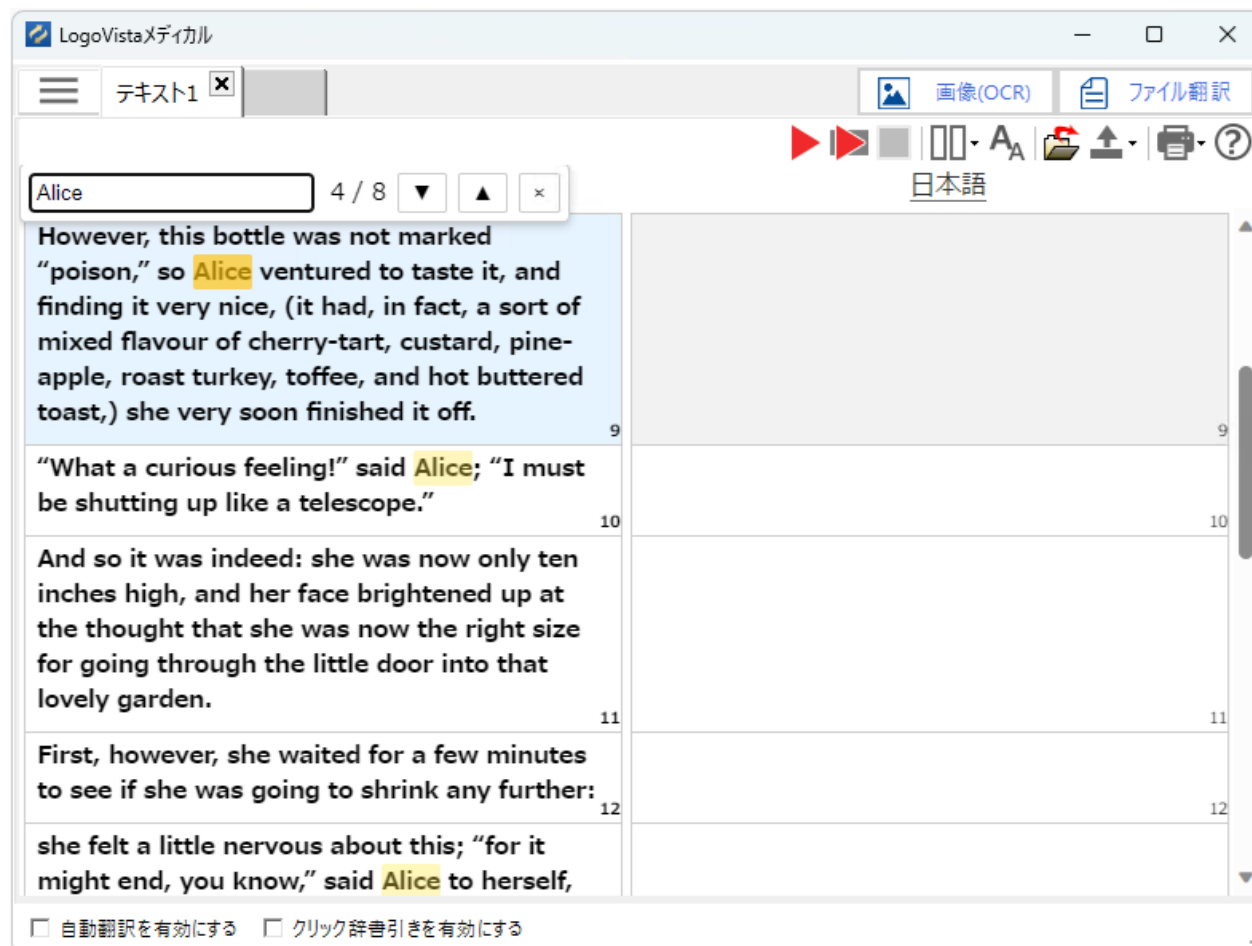 LogoVistaメディカル
テキスト1
画像(OCR)
ファイル翻訳
Alice
4 / 8
日本語
However, this bottle was not marked
“poison,” so Alice ventured to taste it, and
finding it very nice, (it had, in fact, a sort of
mixed flavour of cherry-tart, custard, pine-
apple, roast turkey, toffee, and hot buttered
toast,) she very soon finished it off.
9
9
“What a curious feeling!” said Alice; “I must
be shutting up like a telescope.”
10
10
And so it was indeed: she was now only ten
inches high, and her face brightened up at
the thought that she was now the right size
for going through the little door into that
lovely garden.
11
11
First, however, she waited for a few minutes
to see if she was going to shrink any further:
12
12
she felt a little nervous about this; “for it
might end, you know,” said Alice to herself,
自動翻訳を有効にする
クリック辞書引きを有効にする